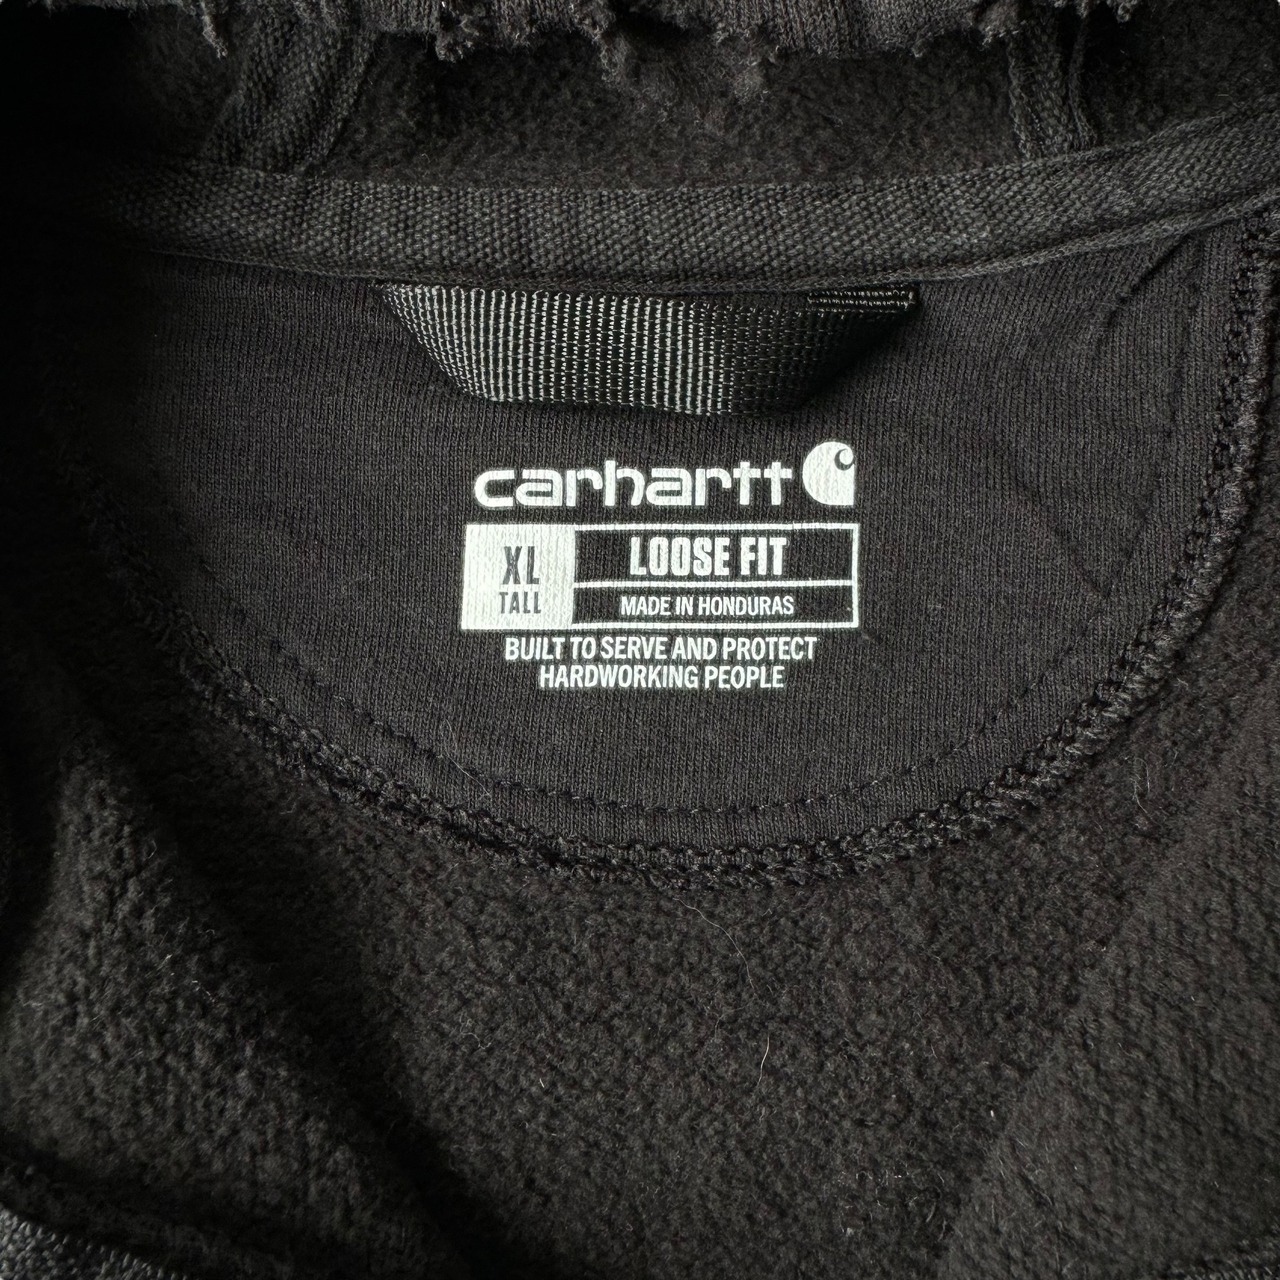 carhartt
XL
TALL
LOOSE FIT
MADE IN HONDURAS
BUILT TO SERVE AND PROTECT
HARDWORKING PEOPLE